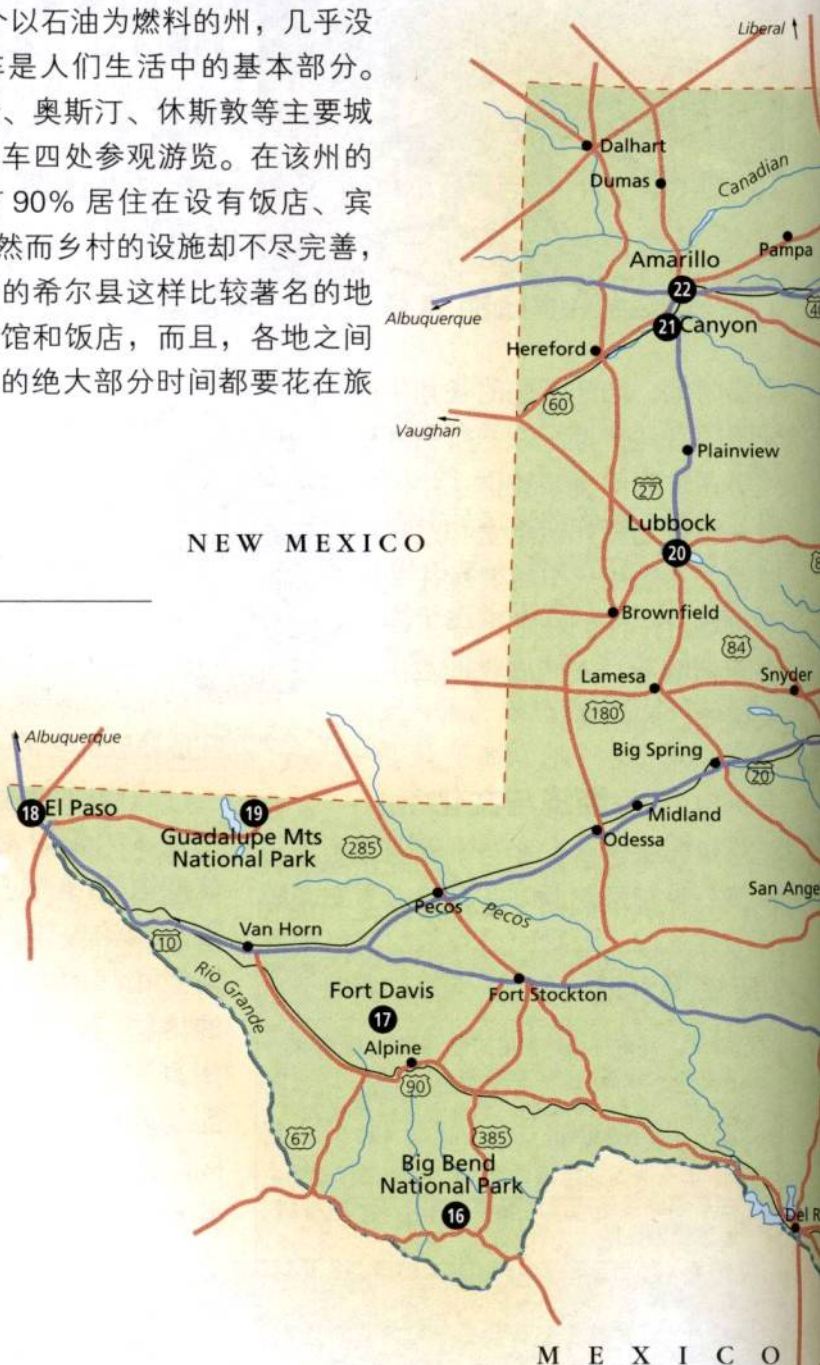 个以石油为燃料的州，几乎没
车是人们生活中的基本部分。
、奥斯汀、休斯敦等主要城
车四处参观游览。在该州的
90% 居住在设有饭店、宾
然而乡村的设施却不尽完善，
的希尔县这样比较著名的地
馆和饭店，而且，各地之间
的绝大部分时间都要花在旅
Liberal
Dalhart
Dumas
Canadian
Pampa
Amarillo
22
Albuquerque
21 Canyon
Hereford
60
Vaughan
Plainview
27
Lubbock
20
NEW MEXICO
Brownfield
84
Lamesa
Snyder
180
Big Spring
20
Albuquerque
18 El Paso
19
Guadalupe Mts
National Park
285
Midland
Odessa
San Ange
Pecos
Pecos
Van Horn
10
Rio Grande
Fort Davis
17
Fort Stockton
Alpine
90
67
385
Big Bend
National Park
16
Del R
MEXICO